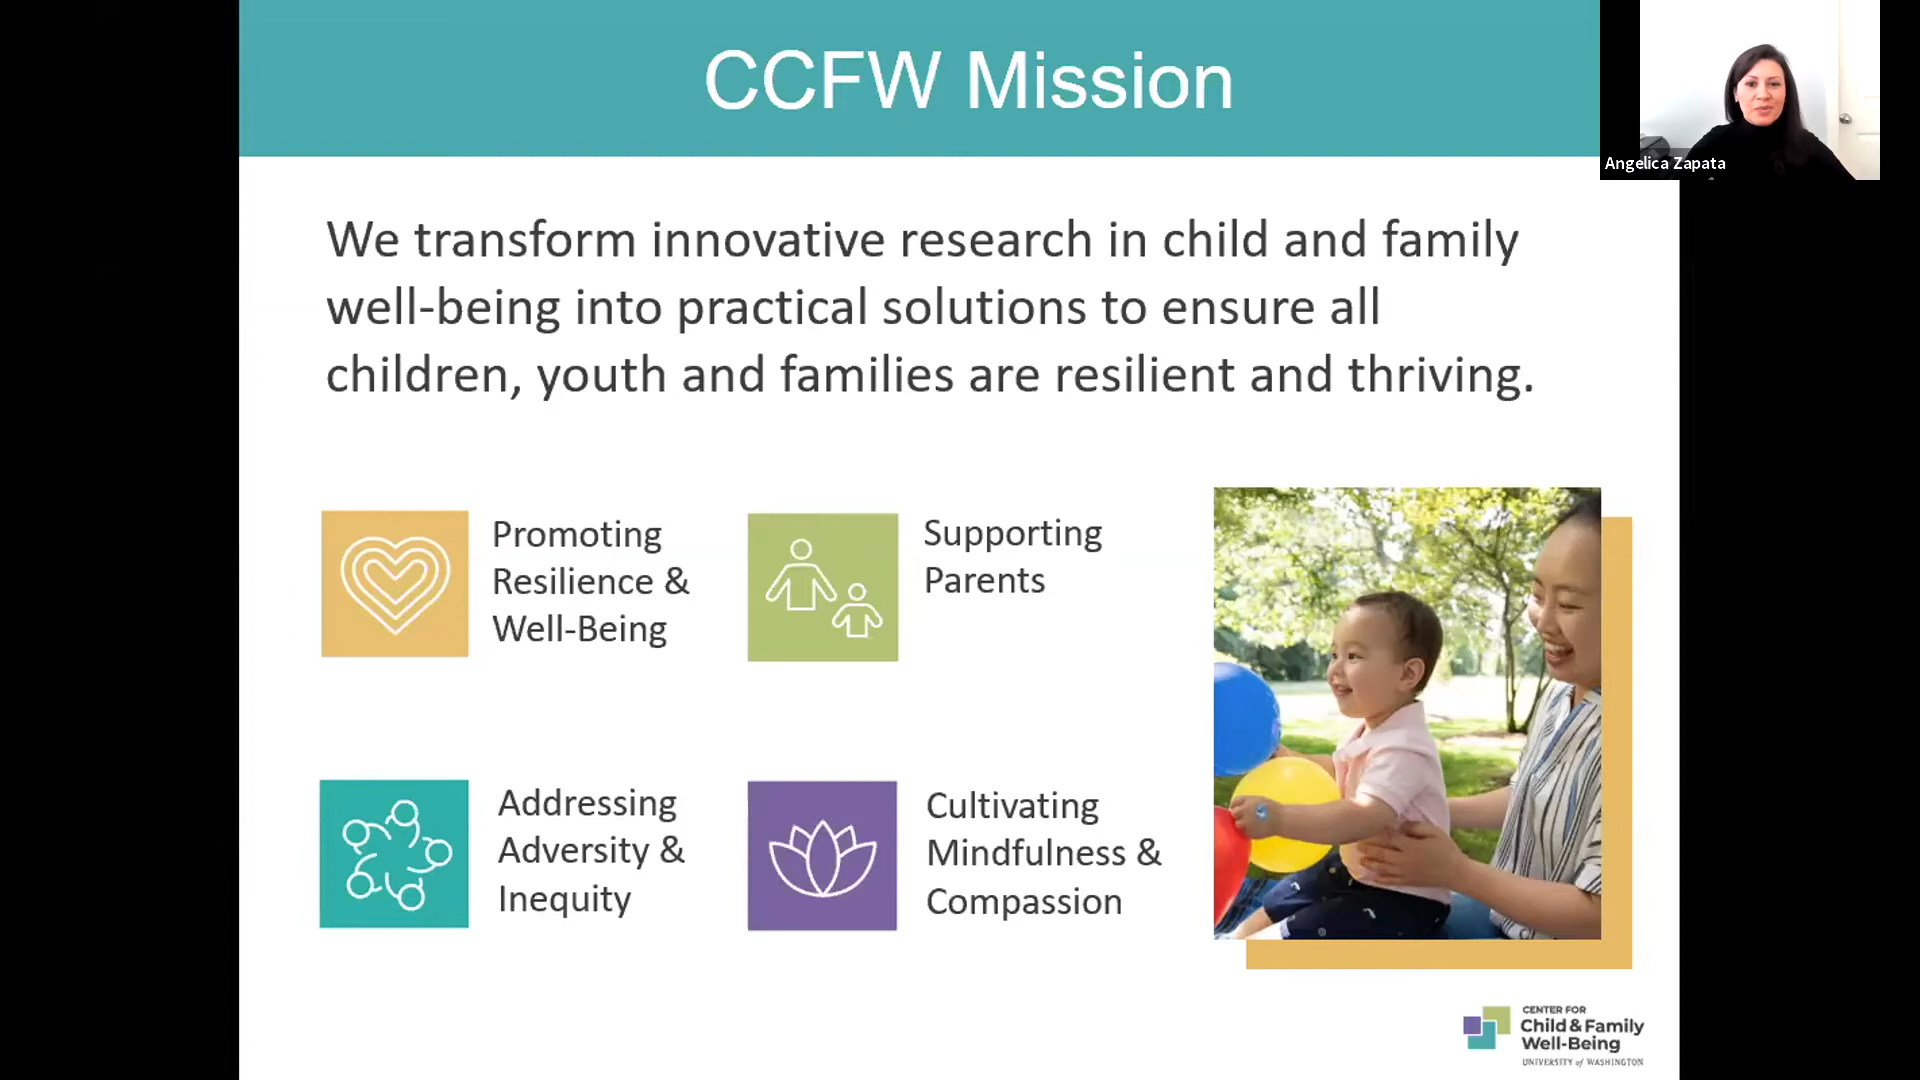 CCFW Mission
Angelica Zapata
We transform innovative research in child and family
well-being into practical solutions to ensure all
children, youth and families are resilient and thriving.
Promoting
Resilience &
Well-Being
Supporting
Parents
Addressing
Adversity &
Inequity
Cultivating
Mindfulness &
Compassion
CENTER FOR
Child & Family
Well-Being
UNIVERSITY of WASHINGTON